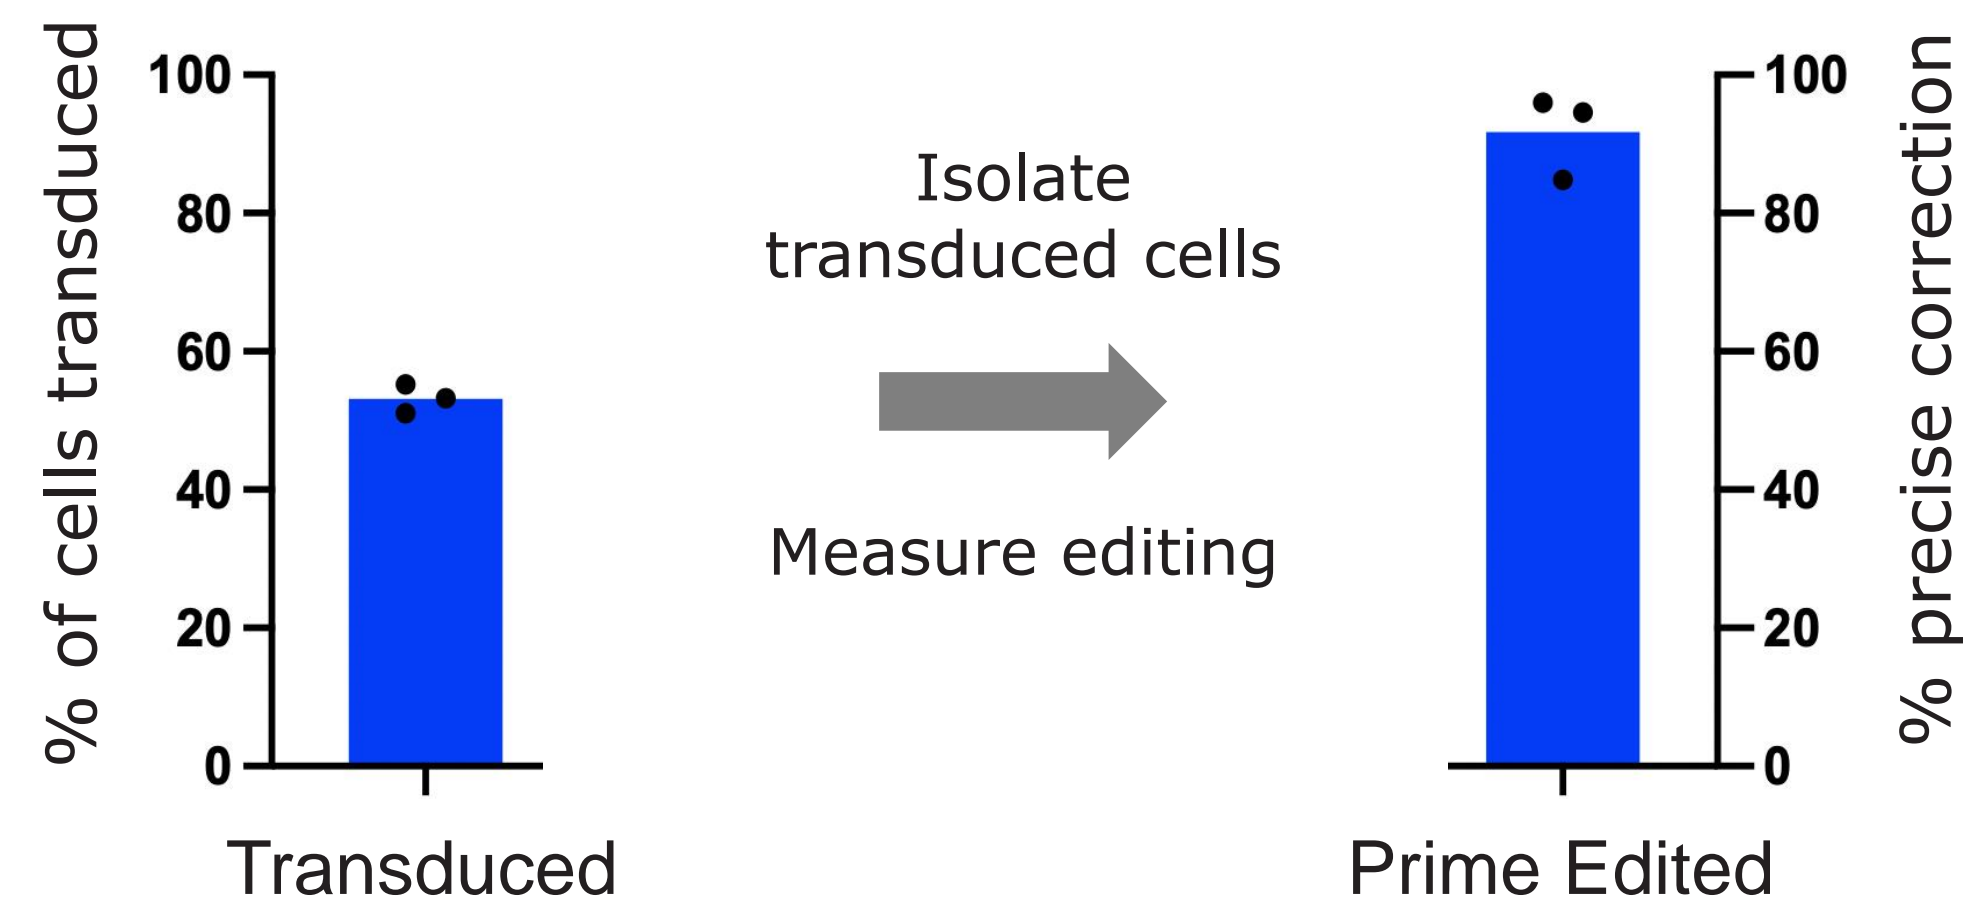 % of cells transduced
100
80
60
40
20
0
Transduced
Isolate
transduced cells
Measure editing
100
80
60
40
20
0
% precise correction
Prime Edited